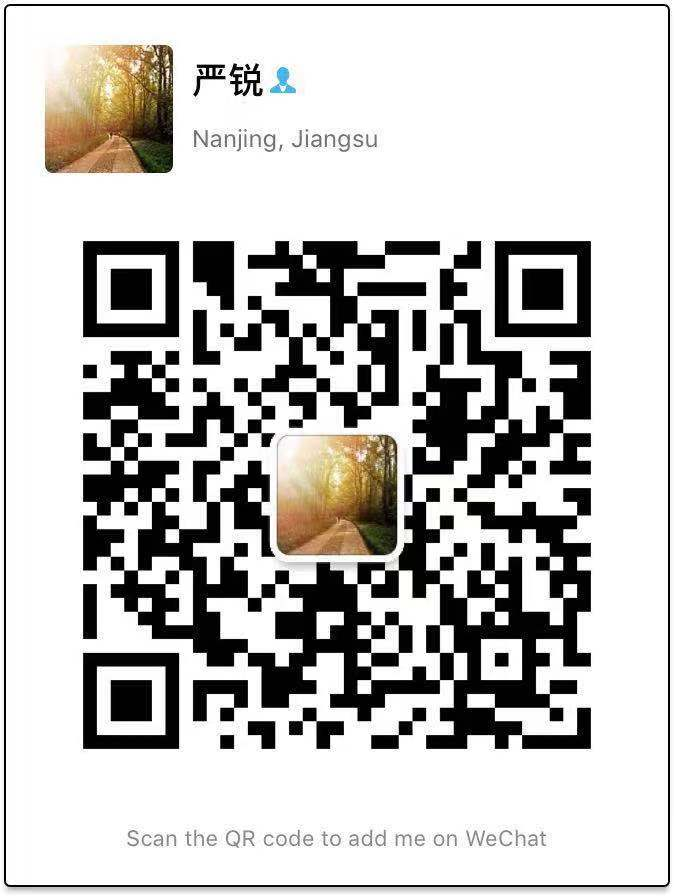 严锐
Nanjing, Jiangsu
Scan the QR code to add me on WeChat